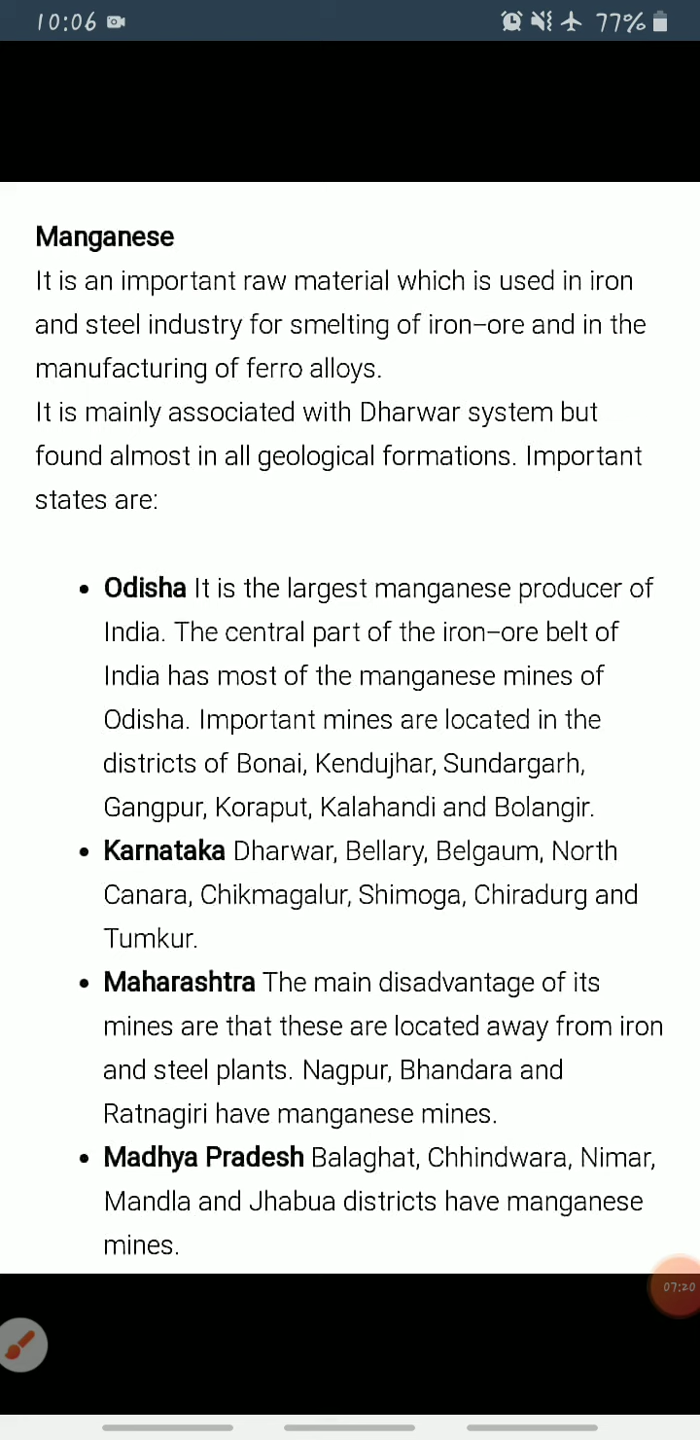 10:06
77%
Manganese
It is an important raw material which is used in iron
and steel industry for smelting of iron-ore and in the
manufacturing of ferro alloys.
It is mainly associated with Dharwar system but
found almost in all geological formations. Important
states are:
• Odisha It is the largest manganese producer of
India. The central part of the iron-ore belt of
India has most of the manganese mines of
Odisha. Important mines are located in the
districts of Bonai, Kendujhar, Sundargarh,
Gangpur, Koraput, Kalahandi and Bolangir.
• Karnataka Dharwar, Bellary, Belgaum, North
Canara, Chikmagalur, Shimoga, Chiradurg and
Tumkur.
• Maharashtra The main disadvantage of its
mines are that these are located away from iron
and steel plants. Nagpur, Bhandara and
Ratnagiri have manganese mines.
• Madhya Pradesh Balaghat, Chhindwara, Nimar,
Mandla and Jhabua districts have manganese
mines.
07:20